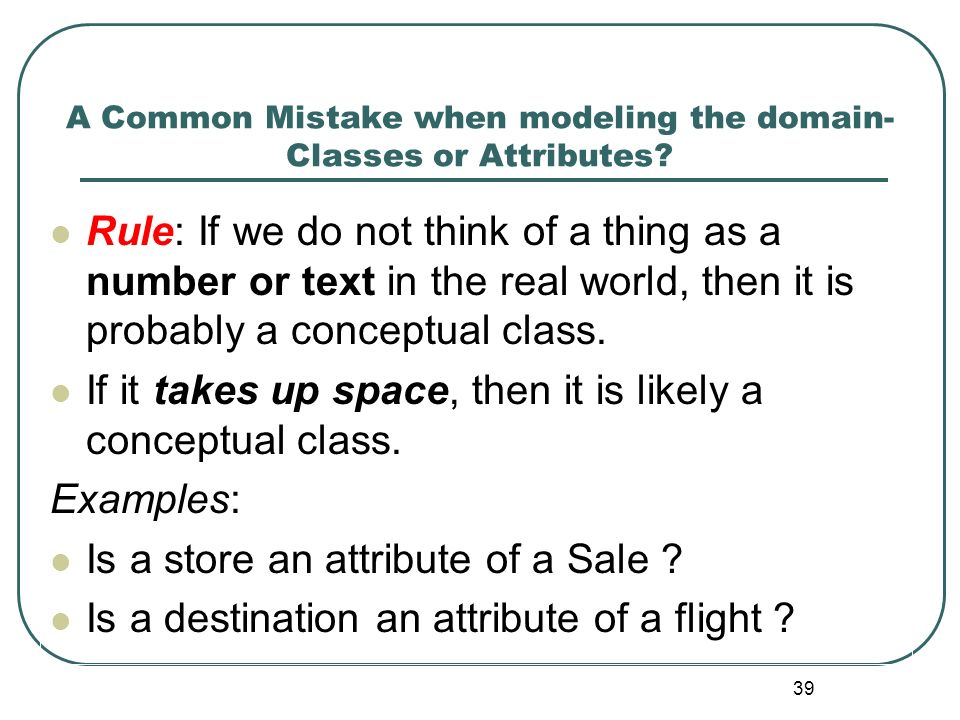 A Common Mistake when modeling the domain-
Classes or Attributes?
Rule: If we do not think of a thing as a
number or text in the real world, then it is
probably a conceptual class.
If it takes up space, then it is likely a
conceptual class.
Examples:
Is a store an attribute of a Sale ?
Is a destination an attribute of a flight ?
39